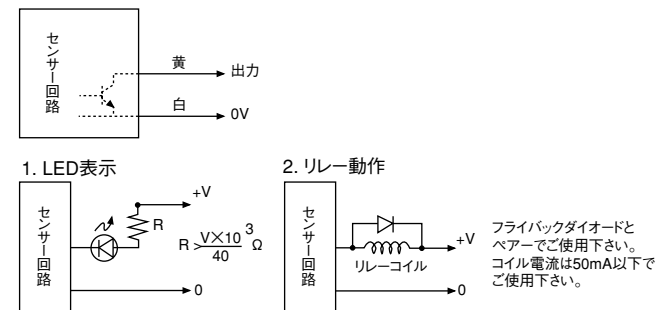 センサー回路
黄
出力
白
0V
1. LED表示
センサー回路
+V
R
R > V×10³ / 40 Ω
0
2. リレー動作
センサー回路
+V
リレーコイル
0
フライバックダイオードと
ペアーでご使用下さい。
コイル電流は50mA以下で
ご使用下さい。